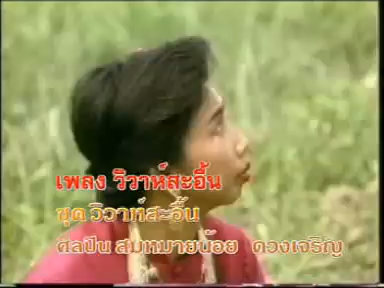 เพลง วิวาห์สะอื้น
ชุด วิวาห์สะอื้น
ศิลปิน สมหมายน้อย ดวงเจริญ